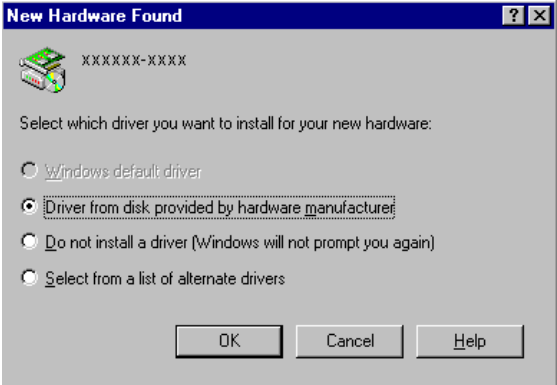 New Hardware Found
xxxxxx-xxxx
Select which driver you want to install for your new hardware:
Windows default driver
Driver from disk provided by hardware manufacturer
Do not install a driver (Windows will not prompt you again)
Select from a list of alternate drivers
OK Cancel Help